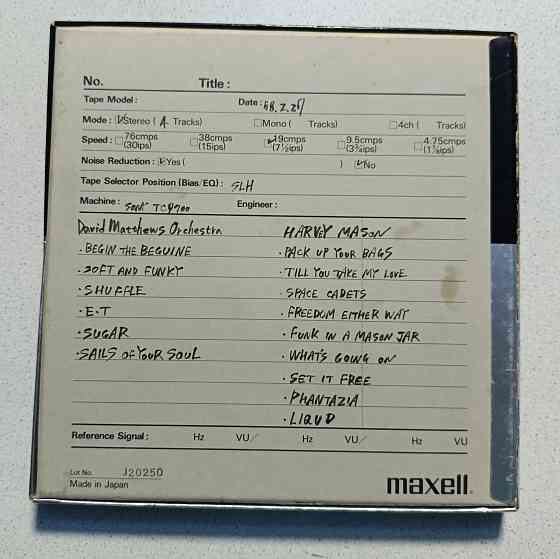 No. Title :
Tape Model: Date: 58.2.27
Mode : Stereo ( 4 Tracks) Mono ( Tracks) 4ch ( Tracks)
Speed : 76cmps (30ips) 38cmps (15ips) 19cmps (7½ips) 9.5cmps (3¾ips) 4.75cmps (1⅞ips)
Noise Reduction : Yes ( ) No
Tape Selector Position (Bias/EQ) : SLH
Machine : Sony TC9700 Engineer :
David Matthews Orchestra
· BEGIN THE BEGUINE
· SOFT AND FUNKY
· SHUFFLE
· E·T
· SUGAR
· SAILS OF YOUR SOUL
HARVEY MASON
· PACK UP YOUR BAGS
· TILL YOU TAKE MY LOVE
· SPACE CADETS
· FREEDOM EITHER WAY
· FUNK IN A MASON JAR
· WHAT'S GOING ON
· SET IT FREE
· PHANTAZIA
· LIQUD
Reference Signal : Hz VU/ Hz VU/ Hz VU
Lot No. J20250
Made in Japan
maxell.